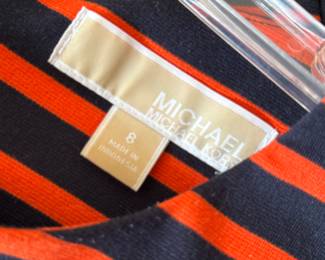 MICHAEL
MICHAEL KORS
8
MADE IN
INDONESIA